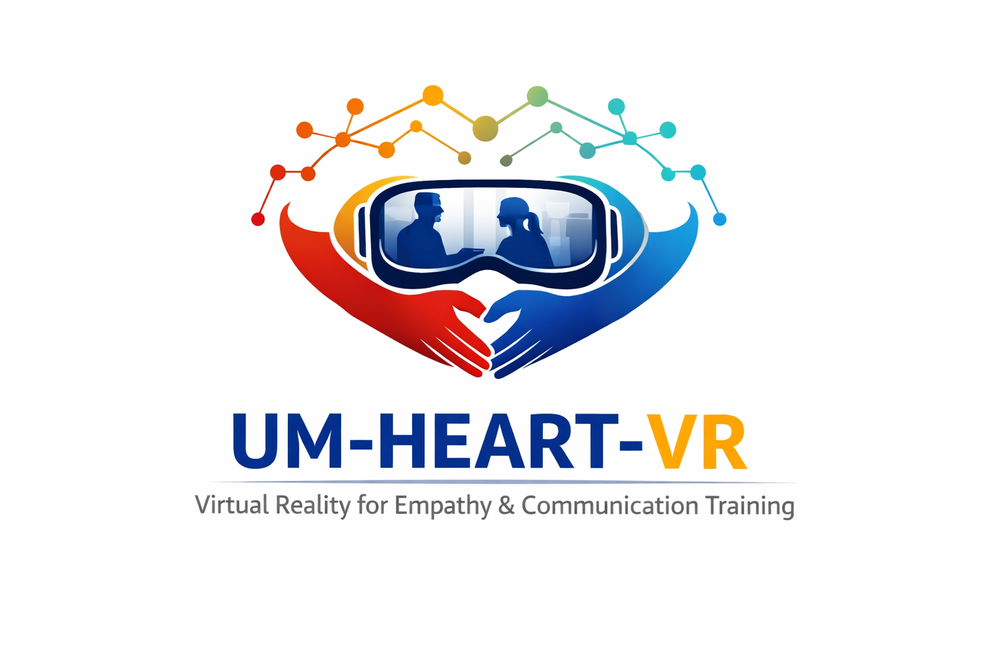 UM-HEART-VR
Virtual Reality for Empathy & Communication Training